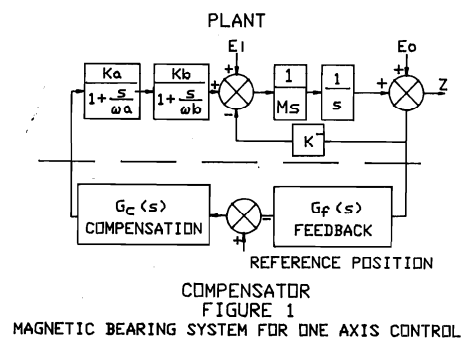 PLANT
E1
Eo
Ka
1+ s/ωa
Kb
1+ s/ωb
+
+
-
1
Ms
1
s
+
+
Z
K
Gc(s)
COMPENSATION
+
-
Gf(s)
FEEDBACK
REFERENCE POSITION
COMPENSATOR
FIGURE 1
MAGNETIC BEARING SYSTEM FOR ONE AXIS CONTROL